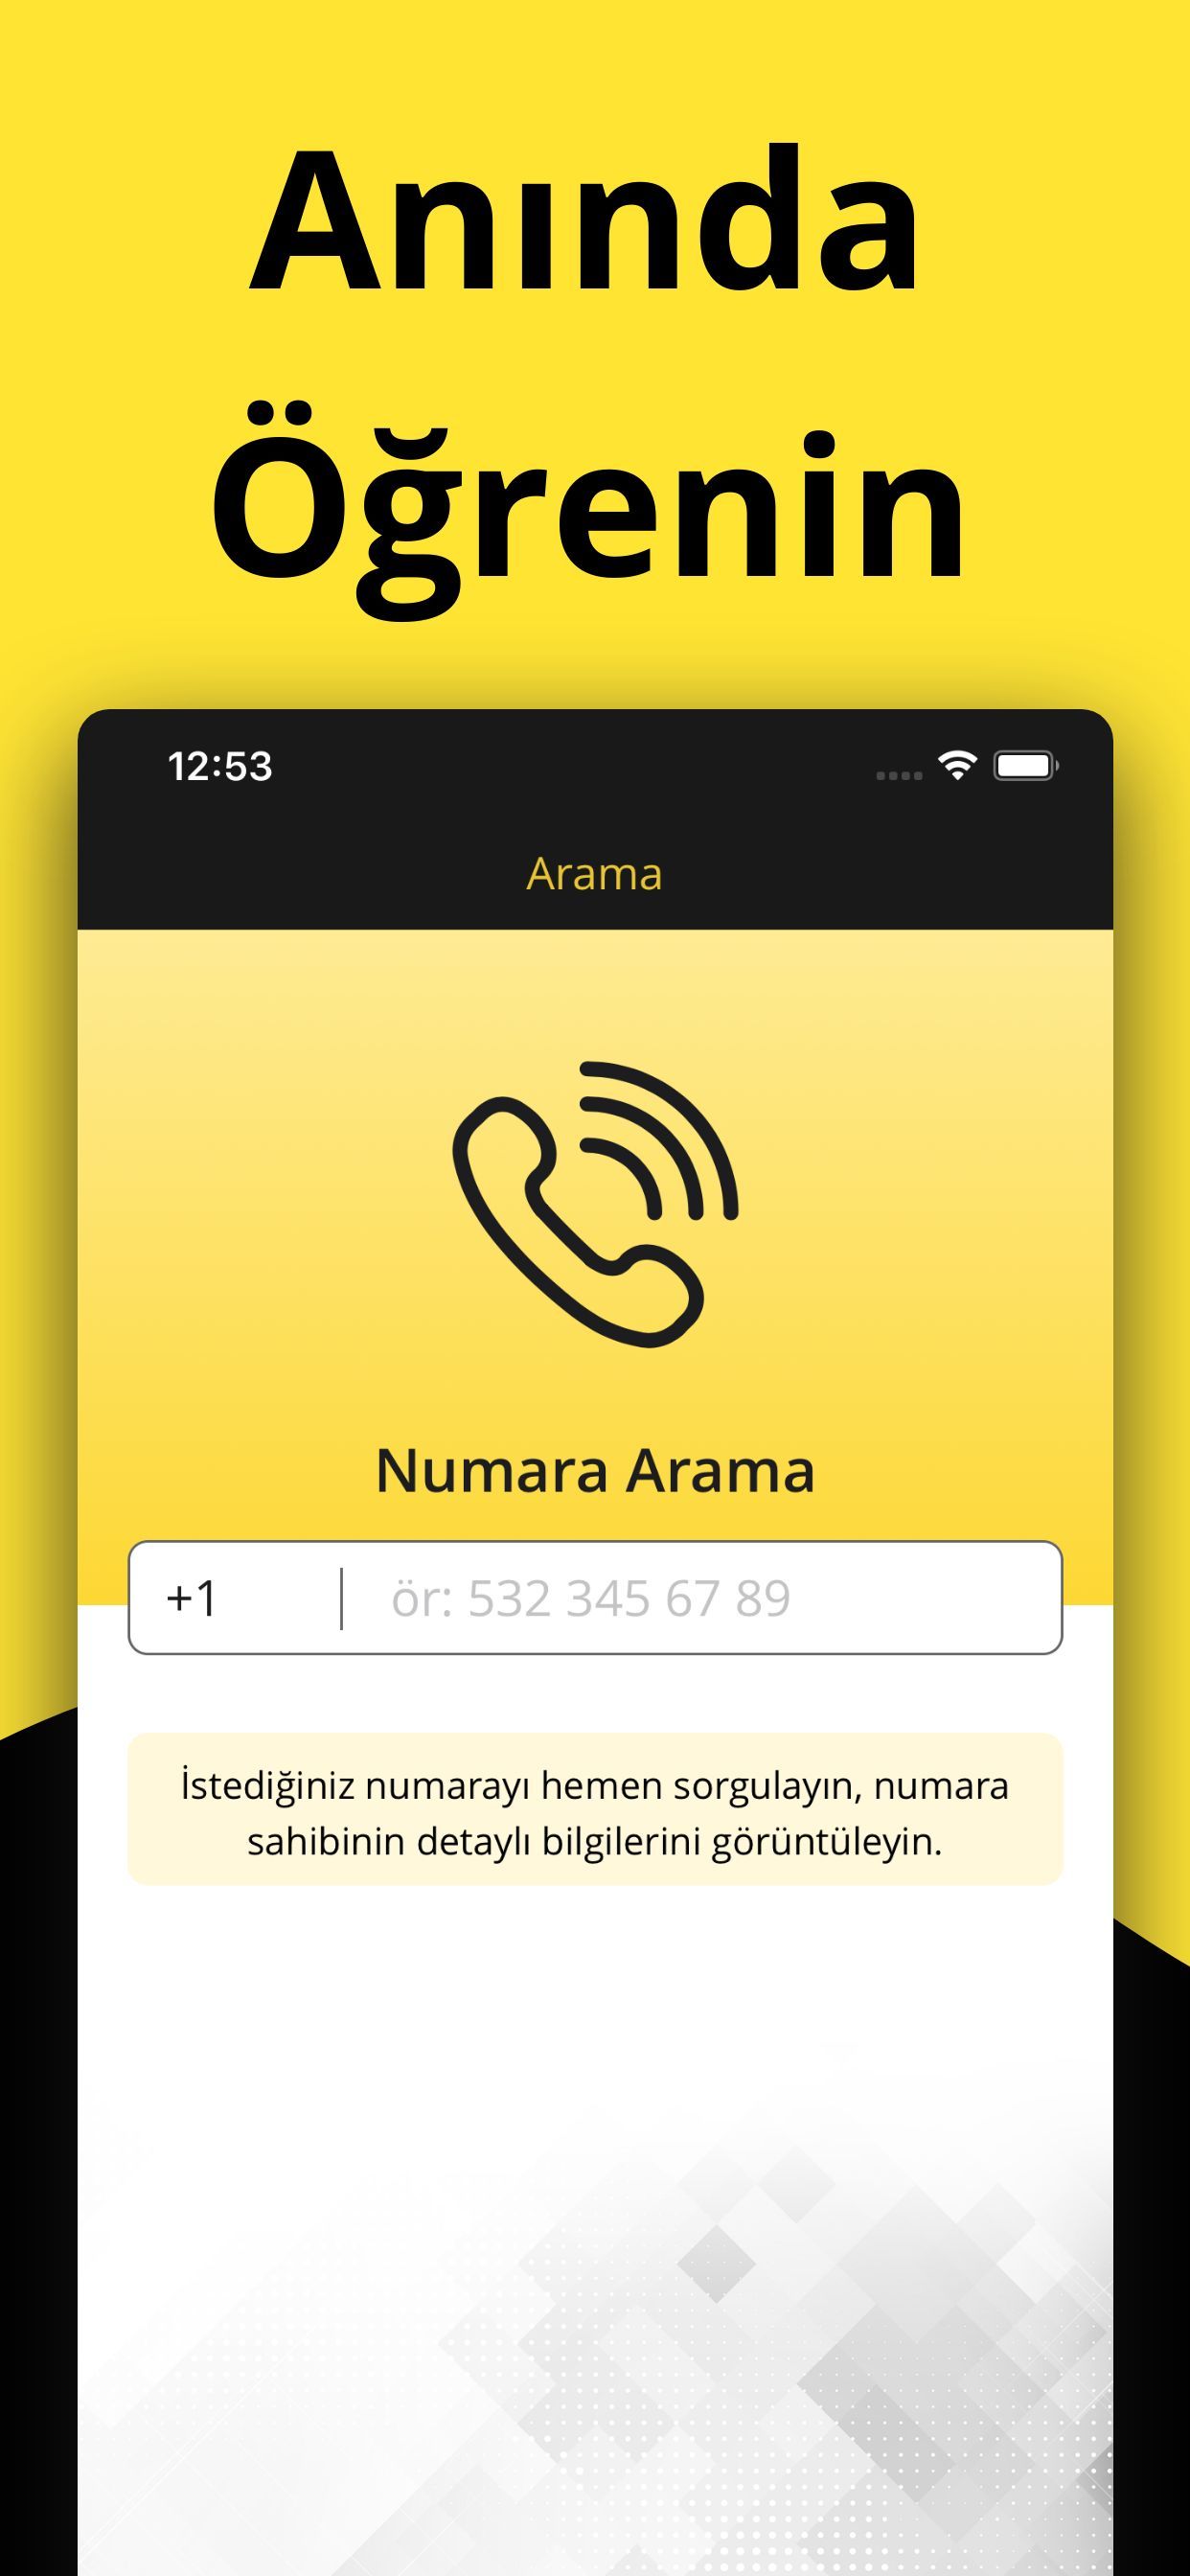 Anında
Öğrenin
12:53
Arama
Numara Arama
+1
ör: 532 345 67 89
İstediğiniz numarayı hemen sorgulayın, numara
sahibinin detaylı bilgilerini görüntüleyin.